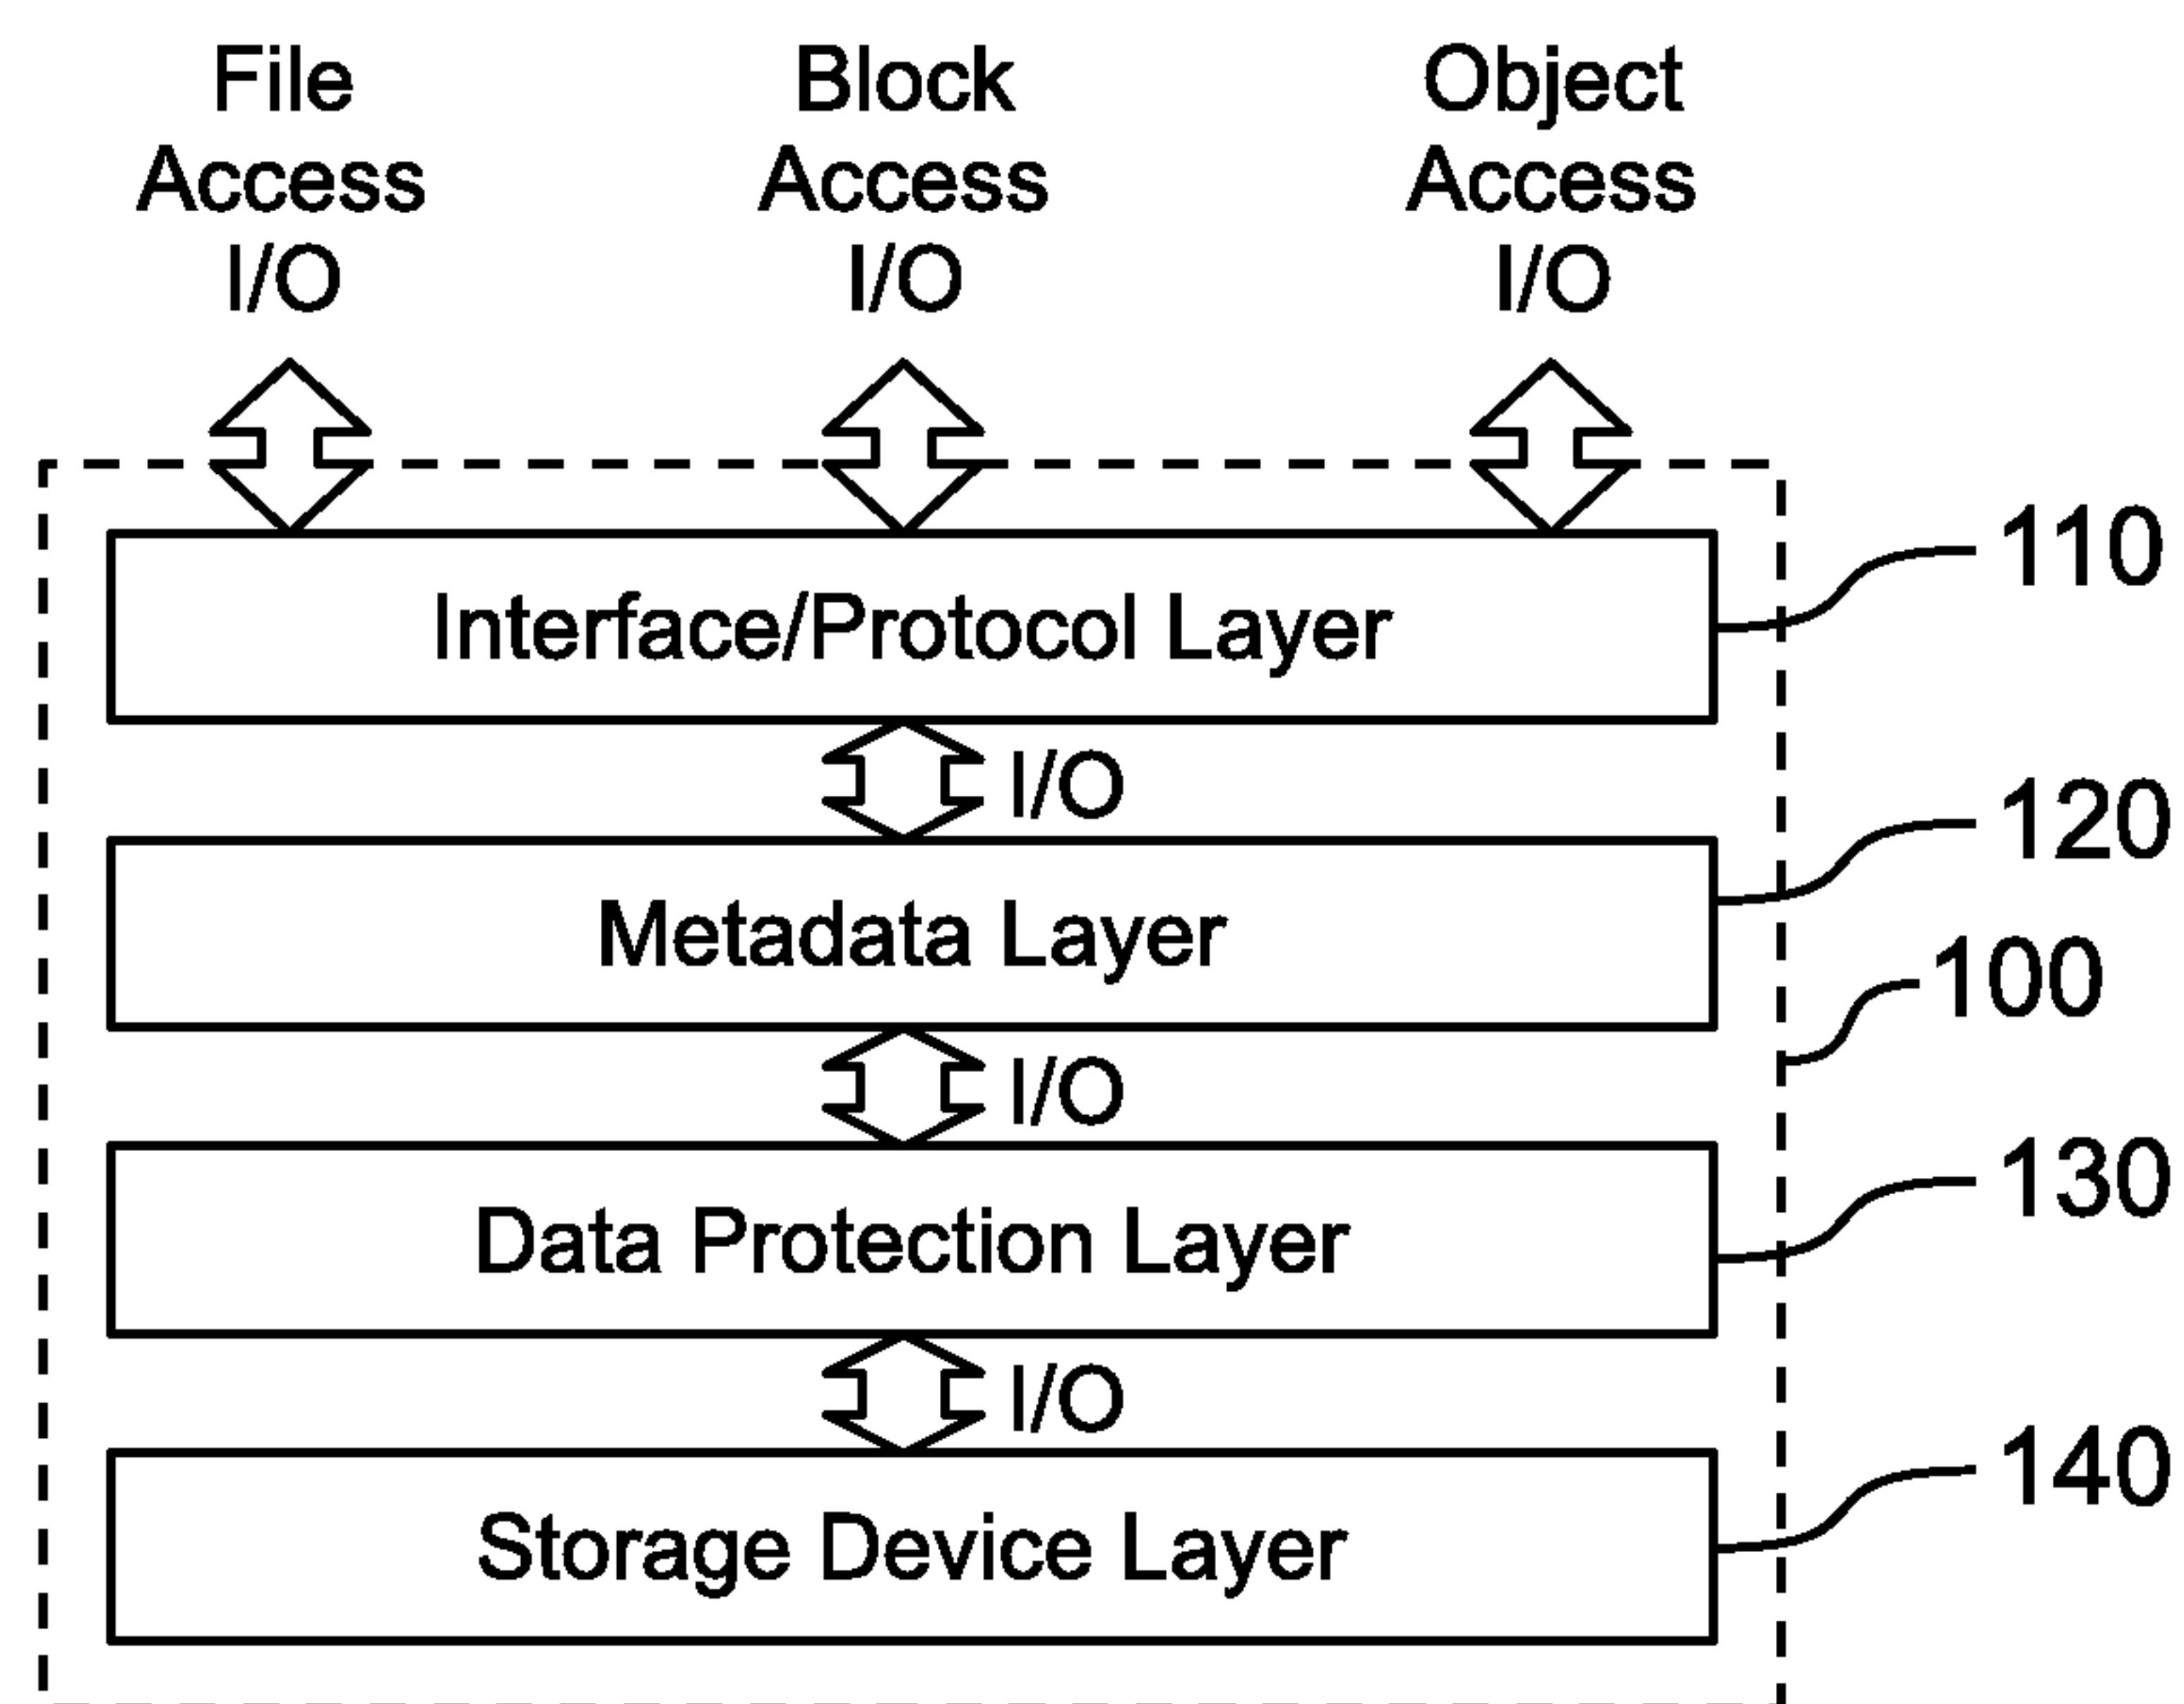 File
Access
I/O
Block
Access
I/O
Object
Access
I/O
Interface/Protocol Layer
110
I/O
Metadata Layer
120
100
I/O
Data Protection Layer
130
I/O
Storage Device Layer
140